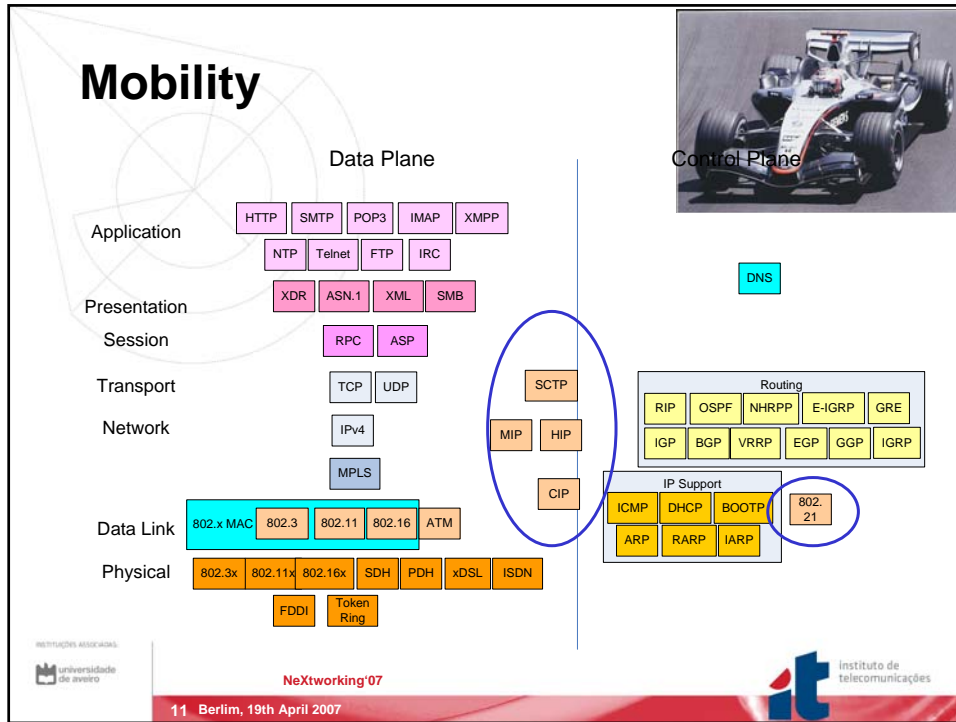 Mobility
Data Plane
Control Plane
Application
HTTP SMTP POP3 IMAP XMPP
NTP Telnet FTP IRC
DNS
Presentation
XDR ASN.1 XML SMB
Session
RPC ASP
Transport
TCP UDP
SCTP
Routing
RIP OSPF NHRPP E-IGRP GRE
Network
IPv4
MIP HIP
IGP BGP VRRP EGP GGP IGRP
MPLS
CIP
IP Support
ICMP DHCP BOOTP
802.
21
Data Link
802.x MAC 802.3 802.11 802.16 ATM
ARP RARP IARP
Physical
802.3x 802.11x 802.16x SDH PDH xDSL ISDN
FDDI
Token
Ring
INSTITUIÇÕES ASSOCIADAS:
universidade
de aveiro
NeXtworking‘07
it
instituto de
telecomunicações
11 Berlim, 19th April 2007